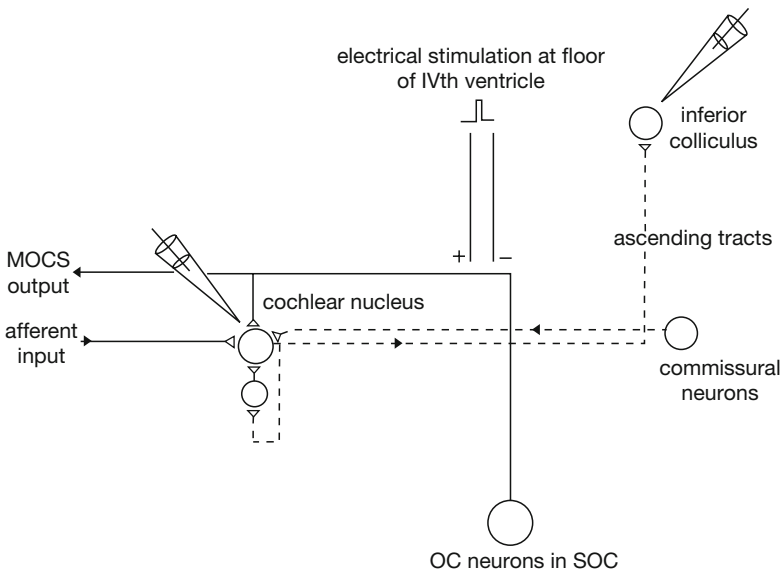 electrical stimulation at floor
of IVth ventricle
inferior
colliculus
ascending tracts
+ –
MOCS
output
cochlear nucleus
afferent
input
commissural
neurons
OC neurons in SOC